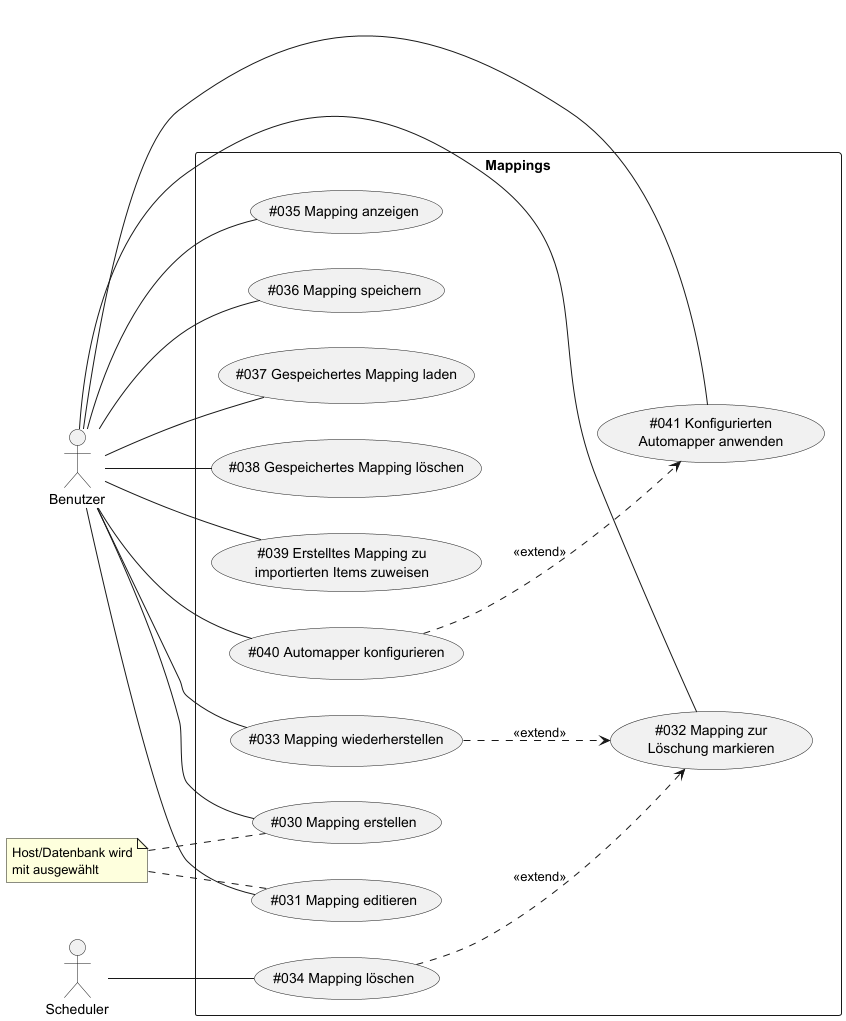 Mappings
#035 Mapping anzeigen
#036 Mapping speichern
#037 Gespeichertes Mapping laden
#041 Konfigurierten
Automapper anwenden
#038 Gespeichertes Mapping löschen
Benutzer
#039 Erstelltes Mapping zu
importierten Items zuweisen
«extend»
#040 Automapper konfigurieren
#033 Mapping wiederherstellen
«extend»
#032 Mapping zur
Löschung markieren
#030 Mapping erstellen
Host/Datenbank wird
mit ausgewählt
«extend»
#031 Mapping editieren
#034 Mapping löschen
Scheduler